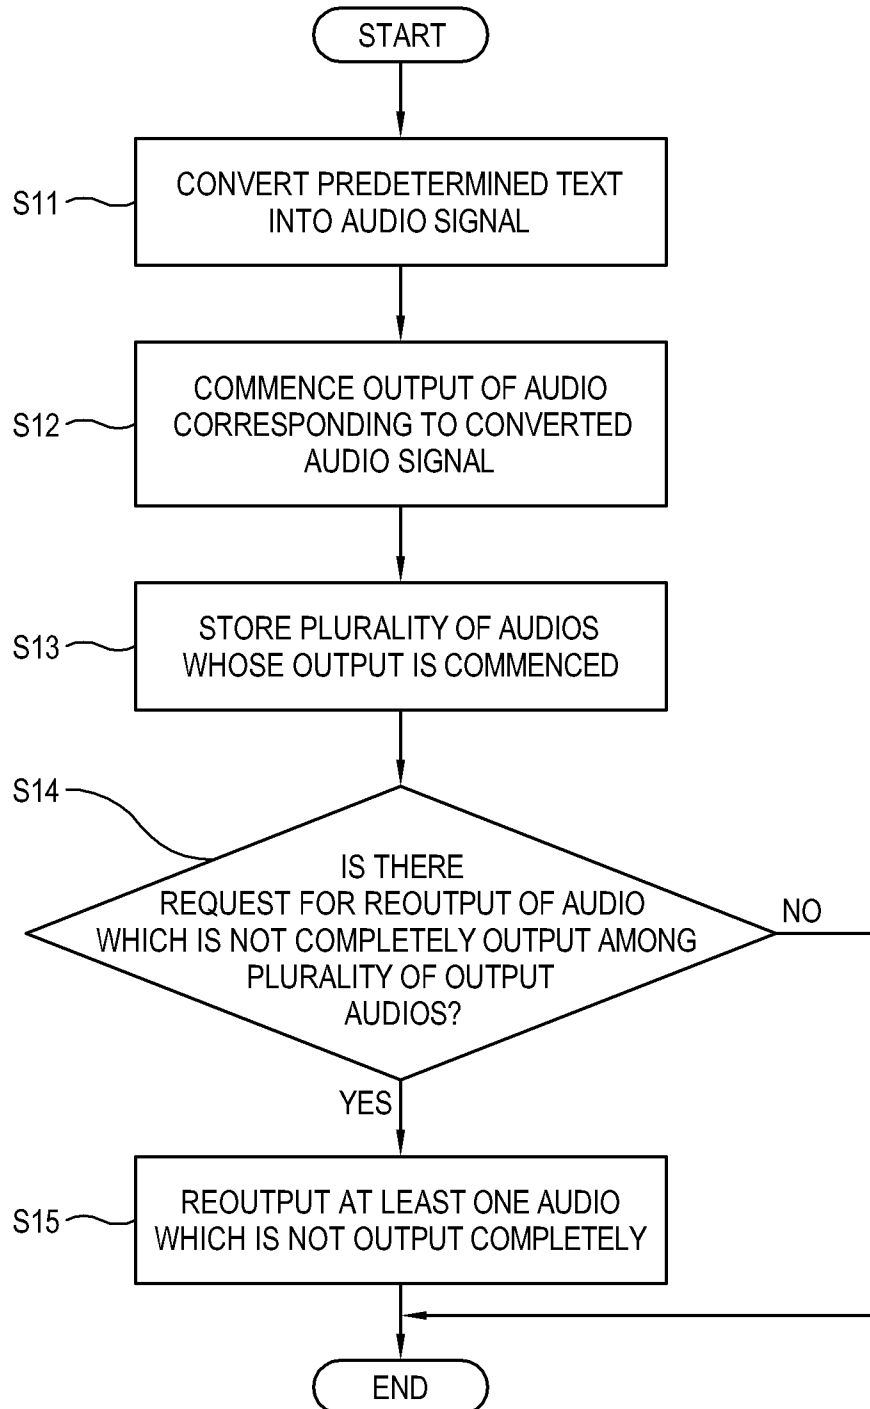 START
S11
CONVERT PREDETERMINED TEXT
INTO AUDIO SIGNAL
S12
COMMENCE OUTPUT OF AUDIO
CORRESPONDING TO CONVERTED
AUDIO SIGNAL
S13
STORE PLURALITY OF AUDIOS
WHOSE OUTPUT IS COMMENCED
S14
IS THERE
REQUEST FOR REOUTPUT OF AUDIO
WHICH IS NOT COMPLETELY OUTPUT AMONG
PLURALITY OF OUTPUT
AUDIOS?
NO
YES
S15
REOUTPUT AT LEAST ONE AUDIO
WHICH IS NOT OUTPUT COMPLETELY
END